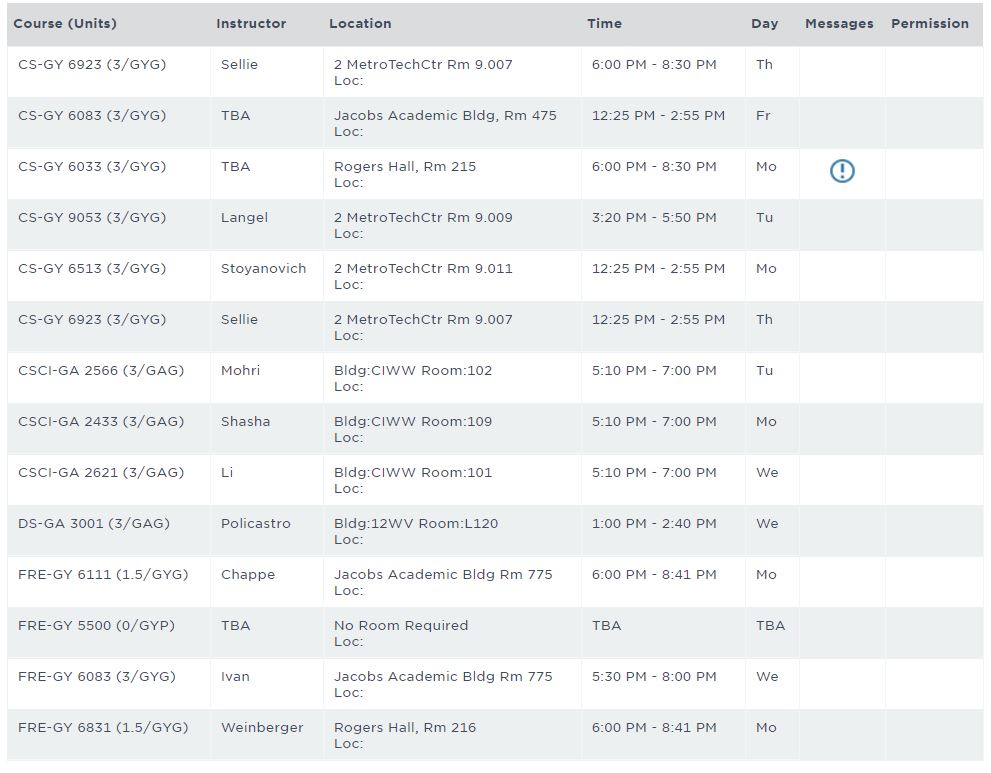 Course (Units) Instructor Location Time Day Messages Permission
CS-GY 6923 (3/GYG) Sellie 2 MetroTechCtr Rm 9.007 6:00 PM - 8:30 PM Th
Loc:
CS-GY 6083 (3/GYG) TBA Jacobs Academic Bldg, Rm 475 12:25 PM - 2:55 PM Fr
Loc:
CS-GY 6033 (3/GYG) TBA Rogers Hall, Rm 215 6:00 PM - 8:30 PM Mo
Loc:
CS-GY 9053 (3/GYG) Langel 2 MetroTechCtr Rm 9.009 3:20 PM - 5:50 PM Tu
Loc:
CS-GY 6513 (3/GYG) Stoyanovich 2 MetroTechCtr Rm 9.011 12:25 PM - 2:55 PM Mo
Loc:
CS-GY 6923 (3/GYG) Sellie 2 MetroTechCtr Rm 9.007 12:25 PM - 2:55 PM Th
Loc:
CSCI-GA 2566 (3/GAG) Mohri Bldg:CIWW Room:102 5:10 PM - 7:00 PM Tu
Loc:
CSCI-GA 2433 (3/GAG) Shasha Bldg:CIWW Room:109 5:10 PM - 7:00 PM Mo
Loc:
CSCI-GA 2621 (3/GAG) Li Bldg:CIWW Room:101 5:10 PM - 7:00 PM We
Loc:
DS-GA 3001 (3/GAG) Policastro Bldg:12WV Room:L120 1:00 PM - 2:40 PM We
Loc:
FRE-GY 6111 (1.5/GYG) Chappe Jacobs Academic Bldg Rm 775 6:00 PM - 8:41 PM Mo
Loc:
FRE-GY 5500 (0/GYP) TBA No Room Required TBA TBA
Loc:
FRE-GY 6083 (3/GYG) Ivan Jacobs Academic Bldg Rm 775 5:30 PM - 8:00 PM We
Loc:
FRE-GY 6831 (1.5/GYG) Weinberger Rogers Hall, Rm 216 6:00 PM - 8:41 PM Mo
Loc: